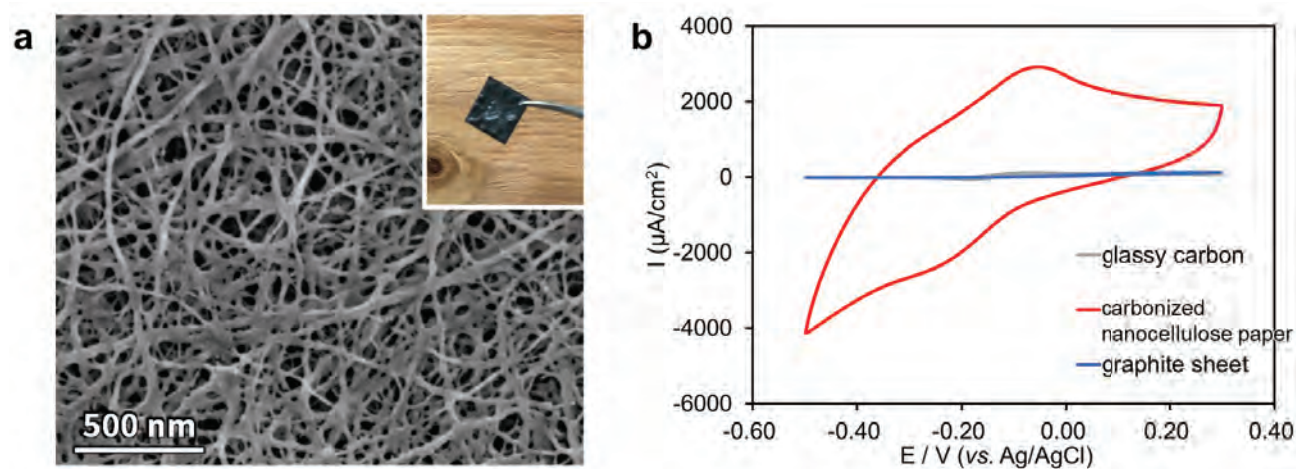 a
500 nm
b
4000
2000
0
-2000
-4000
-6000
I (µA/cm²)
glassy carbon
carbonized
nanocellulose paper
graphite sheet
-0.60 -0.40 -0.20 0.00 0.20 0.40
E / V (vs. Ag/AgCl)